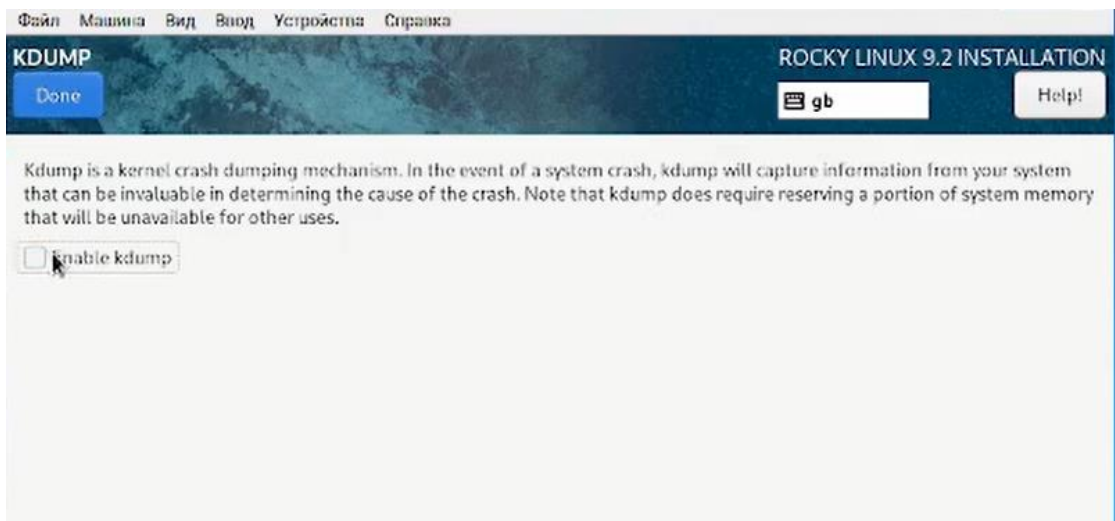 Файл Машина Вид Ввод Устройства Справка
KDUMP
ROCKY LINUX 9.2 INSTALLATION
Done
gb
Help!
Kdump is a kernel crash dumping mechanism. In the event of a system crash, kdump will capture information from your system
that can be invaluable in determining the cause of the crash. Note that kdump does require reserving a portion of system memory
that will be unavailable for other uses.
Enable kdump